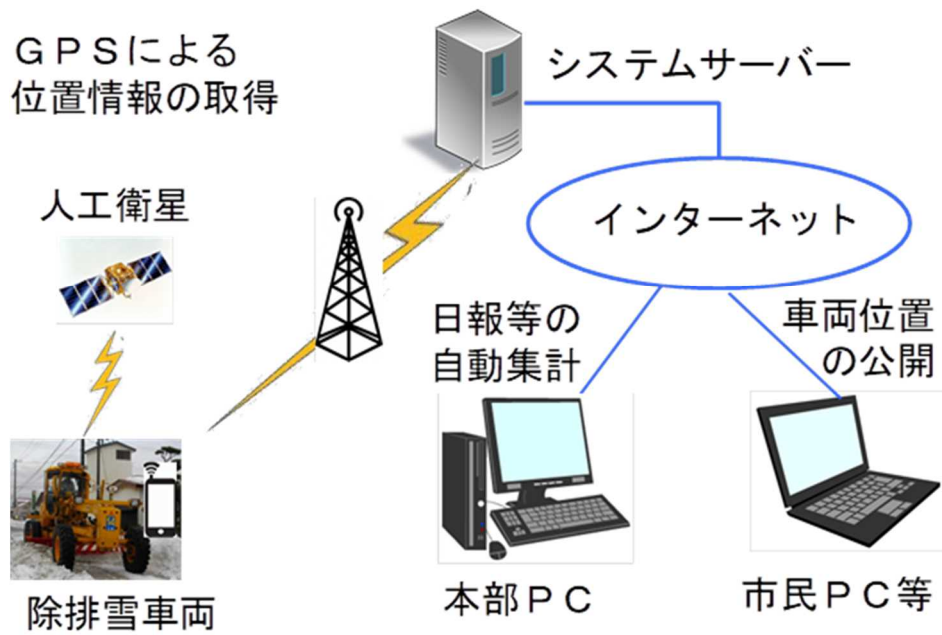 ＧＰＳによる
位置情報の取得
システムサーバー
人工衛星
インターネット
日報等の
自動集計
車両位置
の公開
除排雪車両
本部ＰＣ
市民ＰＣ等